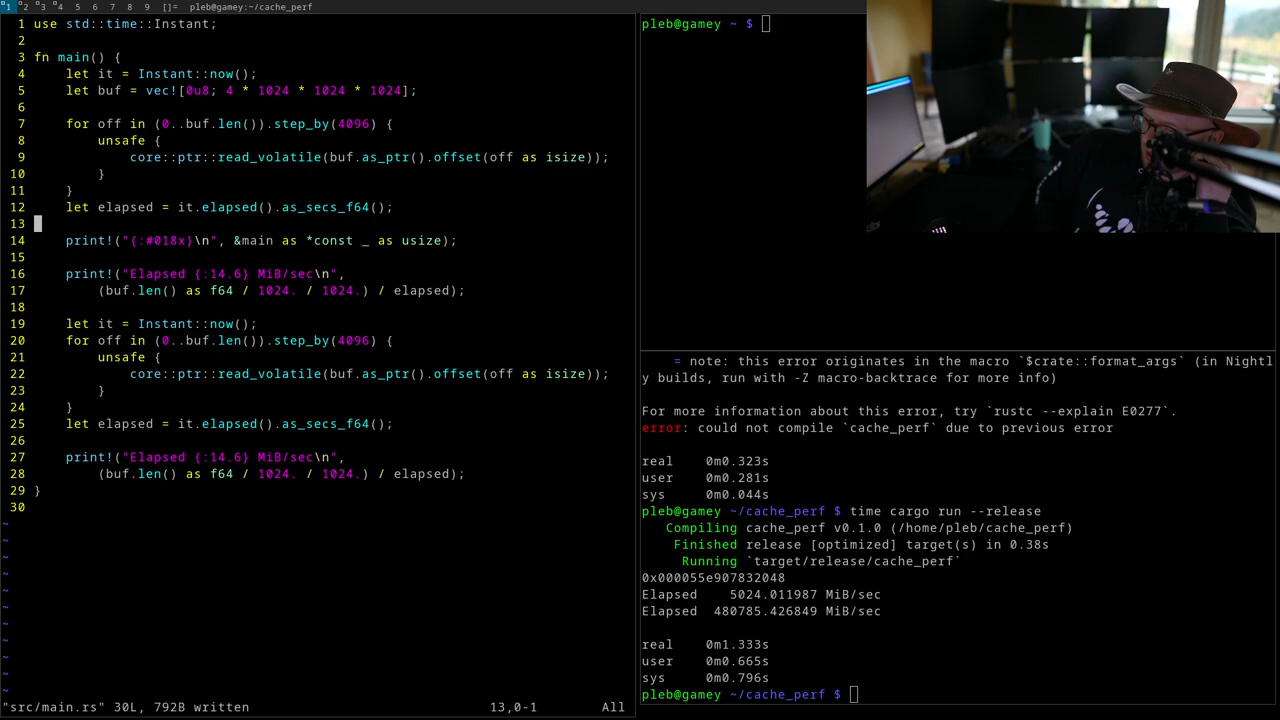 1 2 3 4 5 6 7 8 9 []= pleb@gamey:~/cache_perf
1 use std::time::Instant;
2
3 fn main() {
4     let it = Instant::now();
5     let buf = vec![0u8; 4 * 1024 * 1024 * 1024];
6
7     for off in (0..buf.len()).step_by(4096) {
8         unsafe {
9             core::ptr::read_volatile(buf.as_ptr().offset(off as isize));
10         }
11     }
12     let elapsed = it.elapsed().as_secs_f64();
13
14     print!("{:#018x}\n", &main as *const _ as usize);
15
16     print!("Elapsed {:14.6} MiB/sec\n",
17         (buf.len() as f64 / 1024. / 1024.) / elapsed);
18
19     let it = Instant::now();
20     for off in (0..buf.len()).step_by(4096) {
21         unsafe {
22             core::ptr::read_volatile(buf.as_ptr().offset(off as isize));
23         }
24     }
25     let elapsed = it.elapsed().as_secs_f64();
26
27     print!("Elapsed {:14.6} MiB/sec\n",
28         (buf.len() as f64 / 1024. / 1024.) / elapsed);
29 }
30
~
~
~
~
~
~
~
~
~
~
~
"src/main.rs" 30L, 792B written 13,0-1 All
pleb@gamey ~ $
= note: this error originates in the macro `$crate::format_args` (in Nightl
y builds, run with -Z macro-backtrace for more info)
For more information about this error, try `rustc --explain E0277`.
error: could not compile `cache_perf` due to previous error
real    0m0.323s
user    0m0.281s
sys     0m0.044s
pleb@gamey ~/cache_perf $ time cargo run --release
   Compiling cache_perf v0.1.0 (/home/pleb/cache_perf)
    Finished release [optimized] target(s) in 0.38s
     Running `target/release/cache_perf`
0x000055e907832048
Elapsed    5024.011987 MiB/sec
Elapsed  480785.426849 MiB/sec
real    0m1.333s
user    0m0.665s
sys     0m0.796s
pleb@gamey ~/cache_perf $